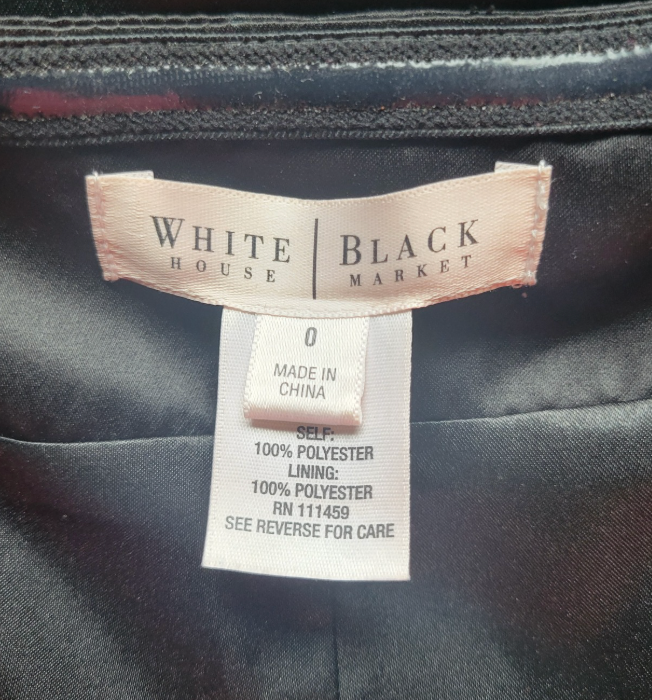 WHITE | BLACK
HOUSE MARKET
0
MADE IN
CHINA
SELF:
100% POLYESTER
LINING:
100% POLYESTER
RN 111459
SEE REVERSE FOR CARE